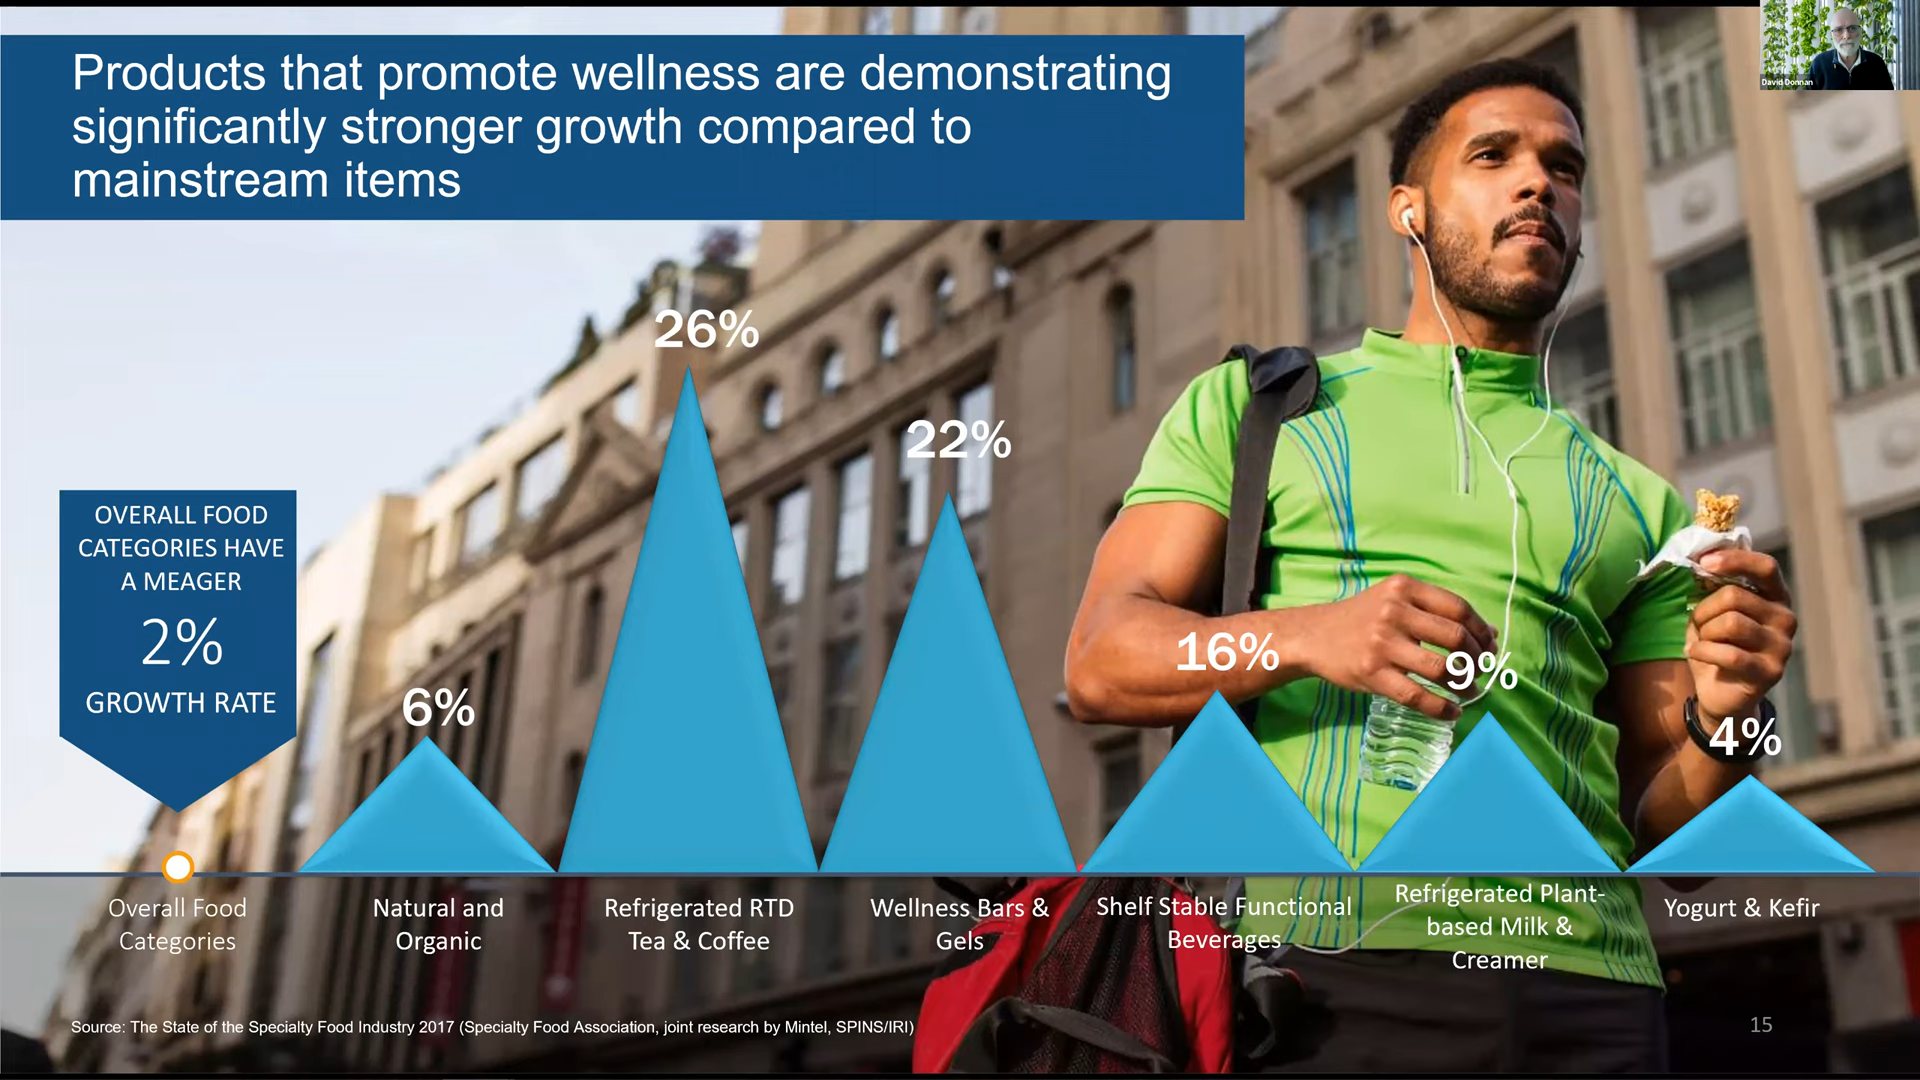 Products that promote wellness are demonstrating
significantly stronger growth compared to
mainstream items
David Donnan
26%
22%
OVERALL FOOD
CATEGORIES HAVE
A MEAGER
2%
GROWTH RATE
6%
16%
9%
4%
Overall Food
Categories
Natural and
Organic
Refrigerated RTD
Tea & Coffee
Wellness Bars &
Gels
Shelf Stable Functional
Beverages
Refrigerated Plant-
based Milk &
Creamer
Yogurt & Kefir
Source: The State of the Specialty Food Industry 2017 (Specialty Food Association, joint research by Mintel, SPINS/IRI)
15